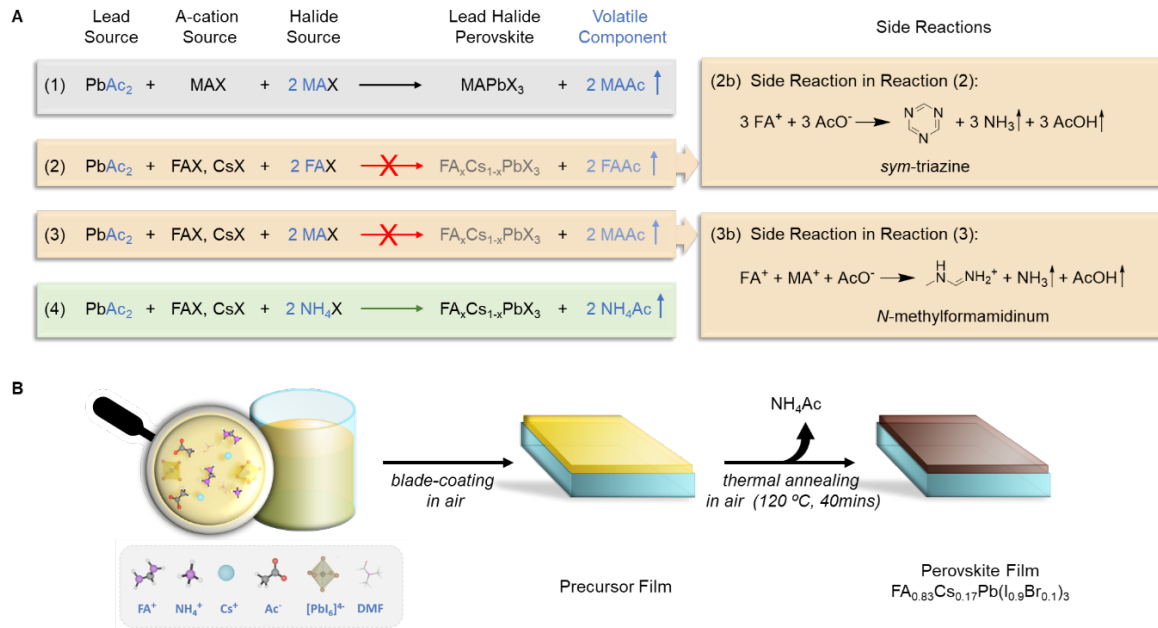 A
Lead Source
A-cation Source
Halide Source
Lead Halide Perovskite
Volatile Component
Side Reactions
(1) PbAc₂ + MAX + 2 MAX → MAPbX₃ + 2 MAAc ↑
(2) PbAc₂ + FAX, CsX + 2 FAX X→ FAₓCs₁₋ₓPbX₃ + 2 FAAc ↑
(3) PbAc₂ + FAX, CsX + 2 MAX X→ FAₓCs₁₋ₓPbX₃ + 2 MAAc ↑
(4) PbAc₂ + FAX, CsX + 2 NH₄X → FAₓCs₁₋ₓPbX₃ + 2 NH₄Ac ↑
(2b) Side Reaction in Reaction (2):
3 FA⁺ + 3 AcO⁻ → N N N + 3 NH₃↑ + 3 AcOH↑
sym-triazine
(3b) Side Reaction in Reaction (3):
FA⁺ + MA⁺ + AcO⁻ → H N NH₂⁺ + NH₃↑ + AcOH↑
N-methylformamidinum
B
blade-coating
in air
NH₄Ac
thermal annealing
in air (120 ºC, 40mins)
FA⁺ NH₄⁺ Cs⁺ Ac⁻ [PbI₆]⁴⁻ DMF
Precursor Film
Perovskite Film
FA₀.₈₃Cs₀.₁₇Pb(I₀.₉Br₀.₁)₃